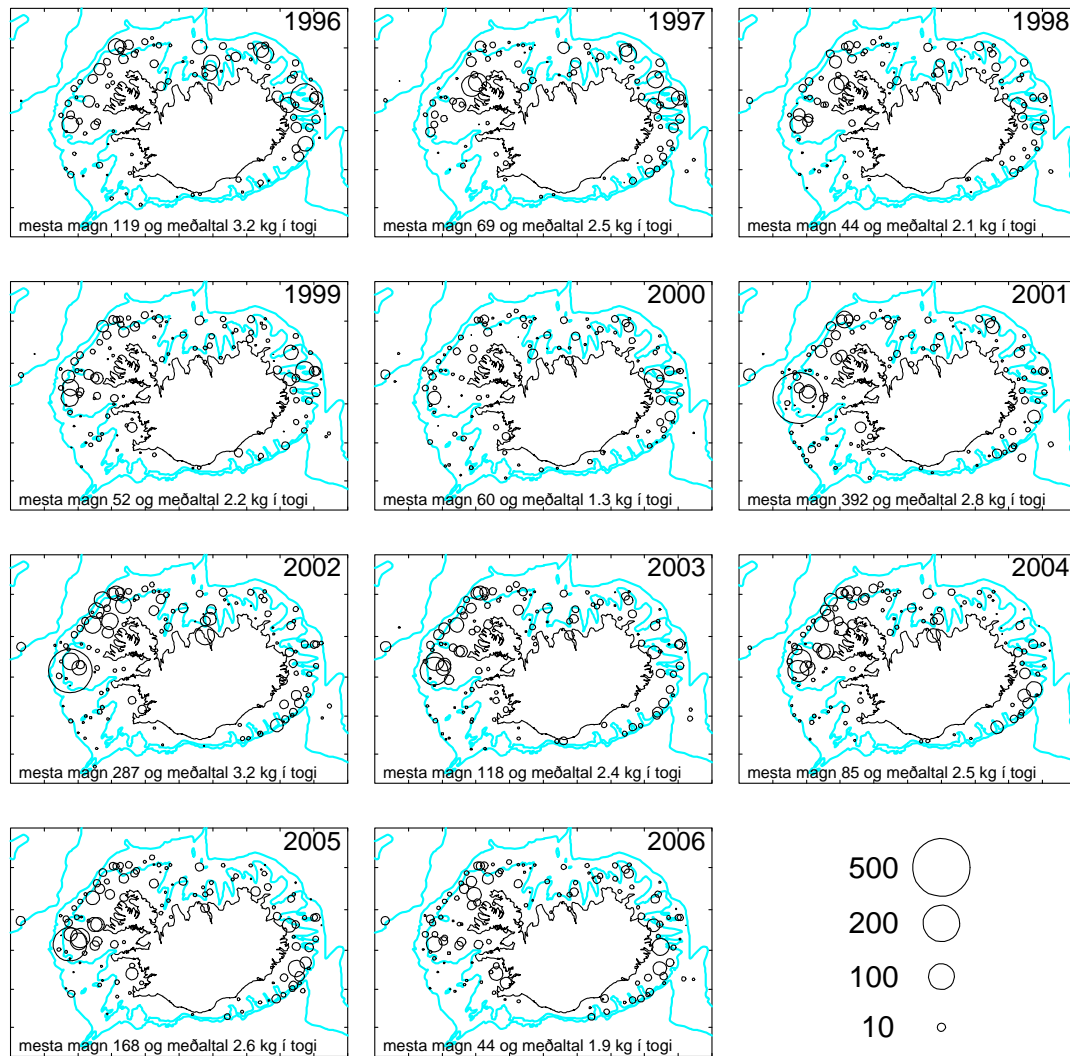 1996
mesta magn 119 og meðaltal 3.2 kg í togi
1997
mesta magn 69 og meðaltal 2.5 kg í togi
1998
mesta magn 44 og meðaltal 2.1 kg í togi
1999
mesta magn 52 og meðaltal 2.2 kg í togi
2000
mesta magn 60 og meðaltal 1.3 kg í togi
2001
mesta magn 392 og meðaltal 2.8 kg í togi
2002
mesta magn 287 og meðaltal 3.2 kg í togi
2003
mesta magn 118 og meðaltal 2.4 kg í togi
2004
mesta magn 85 og meðaltal 2.5 kg í togi
2005
mesta magn 168 og meðaltal 2.6 kg í togi
2006
mesta magn 44 og meðaltal 1.9 kg í togi
500
200
100
10